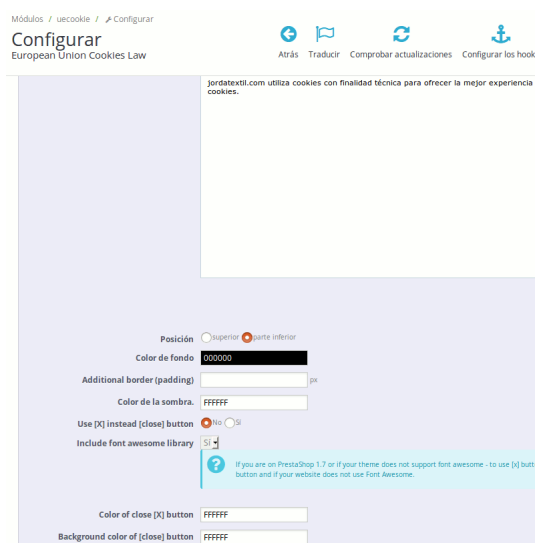 Módulos / uecookie / Configurar
Configurar
European Union Cookies Law
Atrás Traducir Comprobar actualizaciones Configurar los hook
jordatextil.com utiliza cookies con finalidad técnica para ofrecer la mejor experiencia
cookies.
Posición superior parte inferior
Color de fondo 000000
Additional border (padding) px
Color de la sombra. FFFFFF
Use [X] instead [close] button No Sí
Include font awesome library Sí
If you are on PrestaShop 1.7 or if your theme does not support font awesome - to use [x] butt
button and if your website does not use Font Awesome.
Color of close [X] button FFFFFF
Background color of [close] button FFFFFF